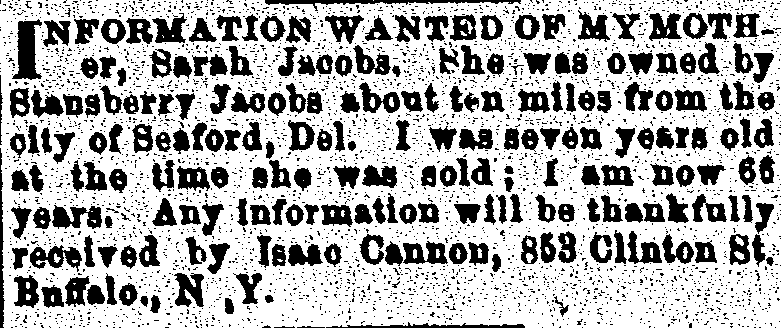 INFORMATION WANTED OF MY MOTH-
er, Sarah Jacobs. She was owned by
Stansberry Jacobs about ten miles from the
city of Seaford, Del. I was seven years old
at the time she was sold; I am now 66
years. Any information will be thankfully
received by Isaac Cannon, 853 Clinton St.
Buffalo., N ,Y.